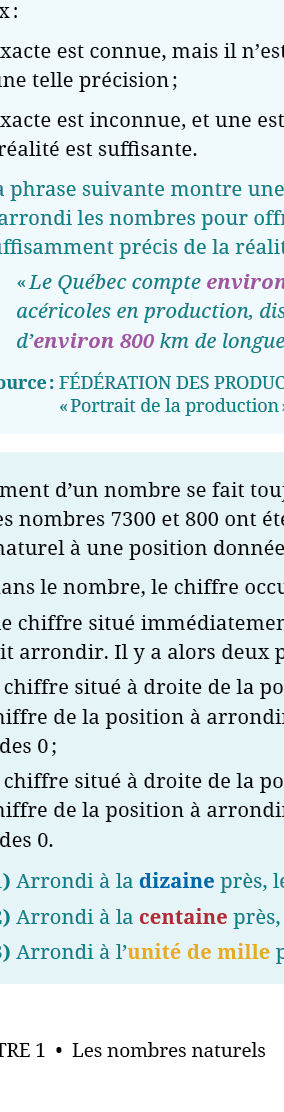 x :
xacte est connue, mais il n'est
ne telle précision ;
xacte est inconnue, et une est
réalité est suffisante.
a phrase suivante montre une
arrondi les nombres pour offr
ffisamment précis de la réalit
« Le Québec compte environ
acéricoles en production, dis
d'environ 800 km de longue
ource : FÉDÉRATION DES PRODUC
« Portrait de la production »
ment d'un nombre se fait touj
es nombres 7300 et 800 ont été
naturel à une position donnée
ans le nombre, le chiffre occu
e chiffre situé immédiatemen
it arrondir. Il y a alors deux p
chiffre situé à droite de la po
hiffre de la position à arrondir
des 0 ;
chiffre situé à droite de la po
hiffre de la position à arrondir
des 0.
) Arrondi à la dizaine près, le
2) Arrondi à la centaine près,
3) Arrondi à l'unité de mille p
TRE 1 • Les nombres naturels